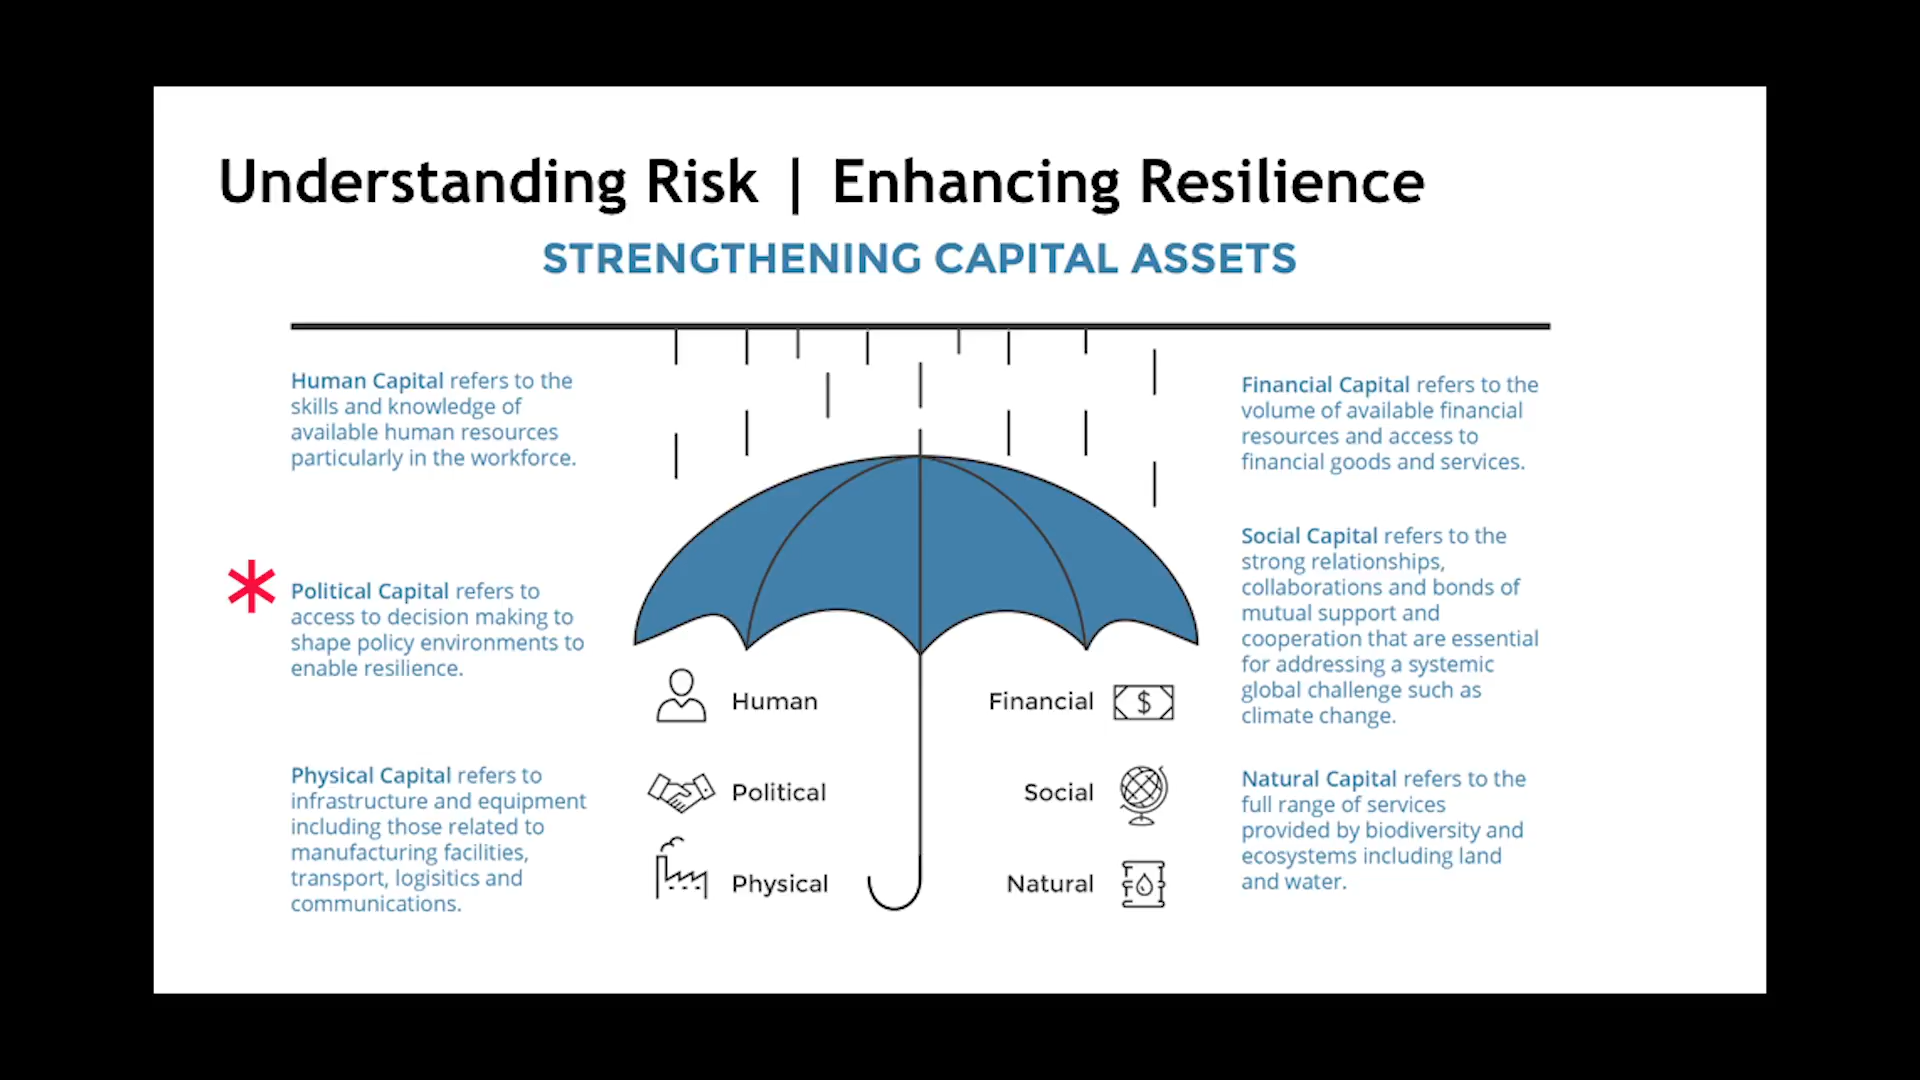 Understanding Risk | Enhancing Resilience
STRENGTHENING CAPITAL ASSETS
Human Capital refers to the
skills and knowledge of
available human resources
particularly in the workforce.
* Political Capital refers to
access to decision making to
shape policy environments to
enable resilience.
Physical Capital refers to
infrastructure and equipment
including those related to
manufacturing facilities,
transport, logisitics and
communications.
Human
Political
Physical
Financial
$
Social
Natural
Financial Capital refers to the
volume of available financial
resources and access to
financial goods and services.
Social Capital refers to the
strong relationships,
collaborations and bonds of
mutual support and
cooperation that are essential
for addressing a systemic
global challenge such as
climate change.
Natural Capital refers to the
full range of services
provided by biodiversity and
ecosystems including land
and water.